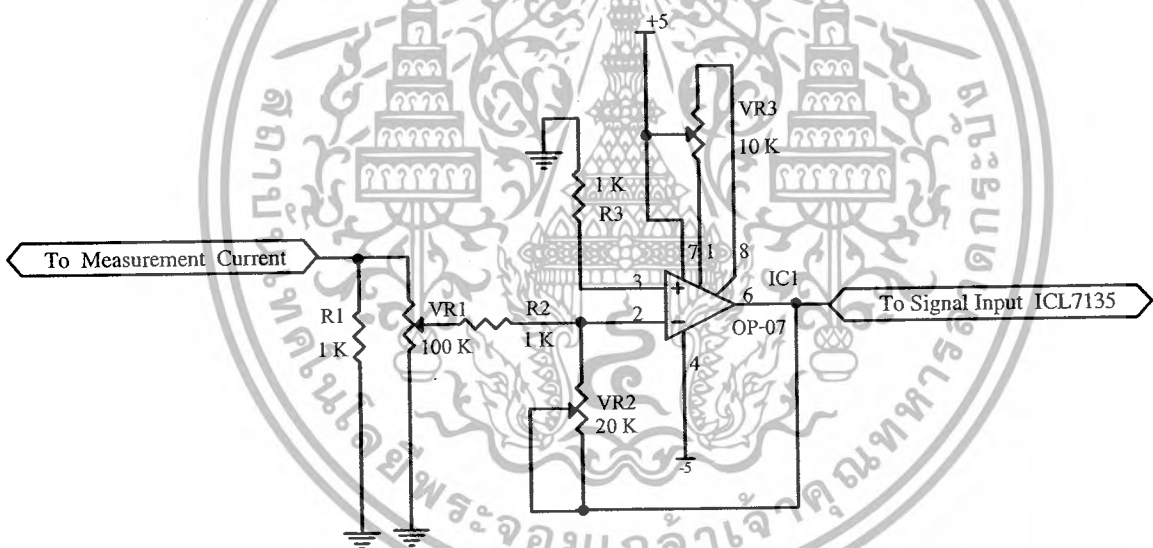 +5
VR3
10 K
1 K
R3
7
1
8
To Measurement Current
3
IC1
6
To Signal Input ICL7135
R1
1 K
VR1
100 K
R2
1 K
2
OP-07
4
VR2
20 K
-5